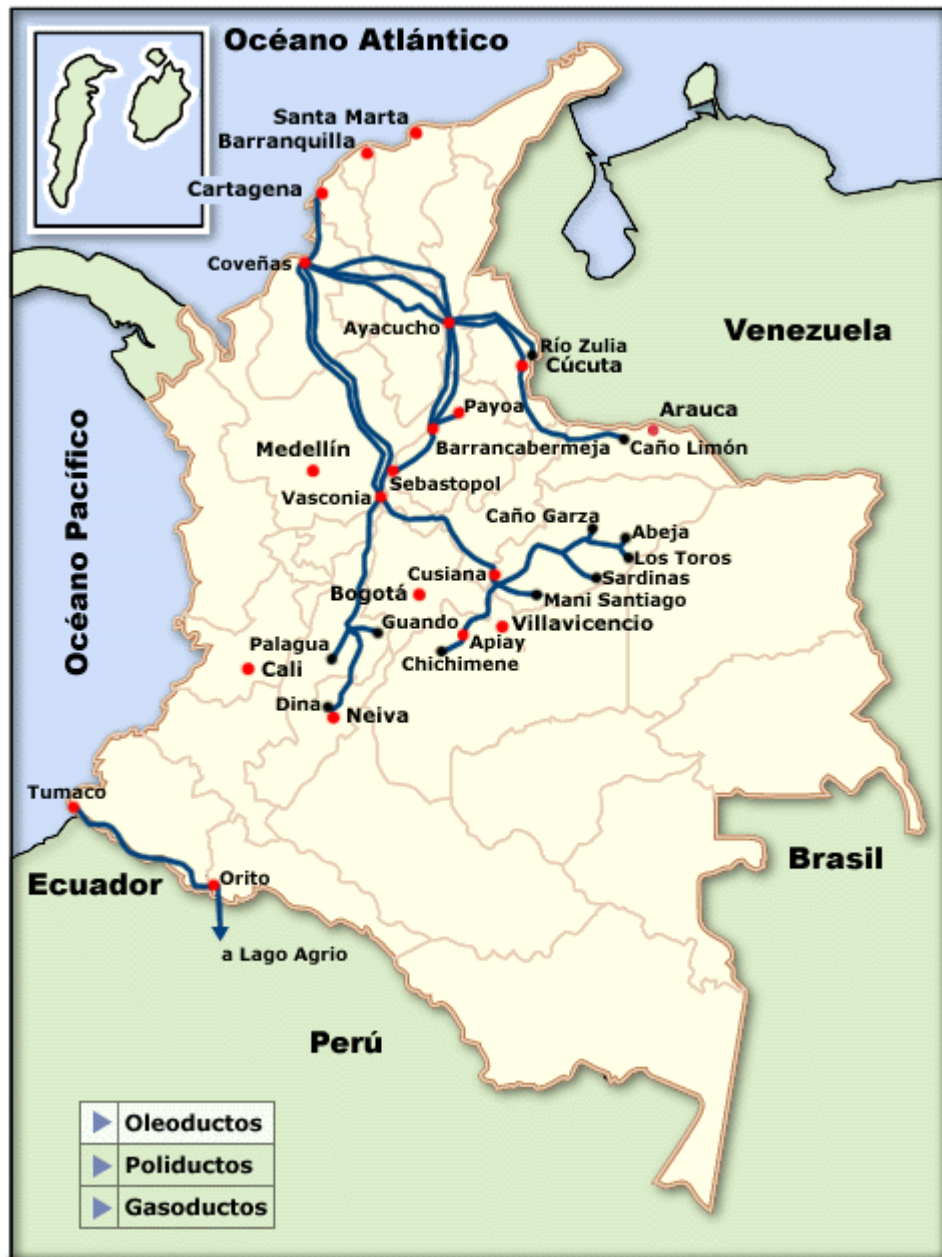 Océano Atlántico
Santa Marta
Barranquilla
Cartagena
Coveñas
Ayacucho
Venezuela
Río Zulia
Cúcuta
Payoa
Arauca
Barrancabermeja
Caño Limón
Océano Pacífico
Medellín
Sebastopol
Vasconia
Caño Garza
Abeja
Los Toros
Cusiana
Sardinas
Bogotá
Mani Santiago
Guando
Villavicencio
Palagua
Apiay
Chichimene
Cali
Dina
Neiva
Tumaco
Brasil
Ecuador
Orito
a Lago Agrio
Perú
Oleoductos
Poliductos
Gasoductos